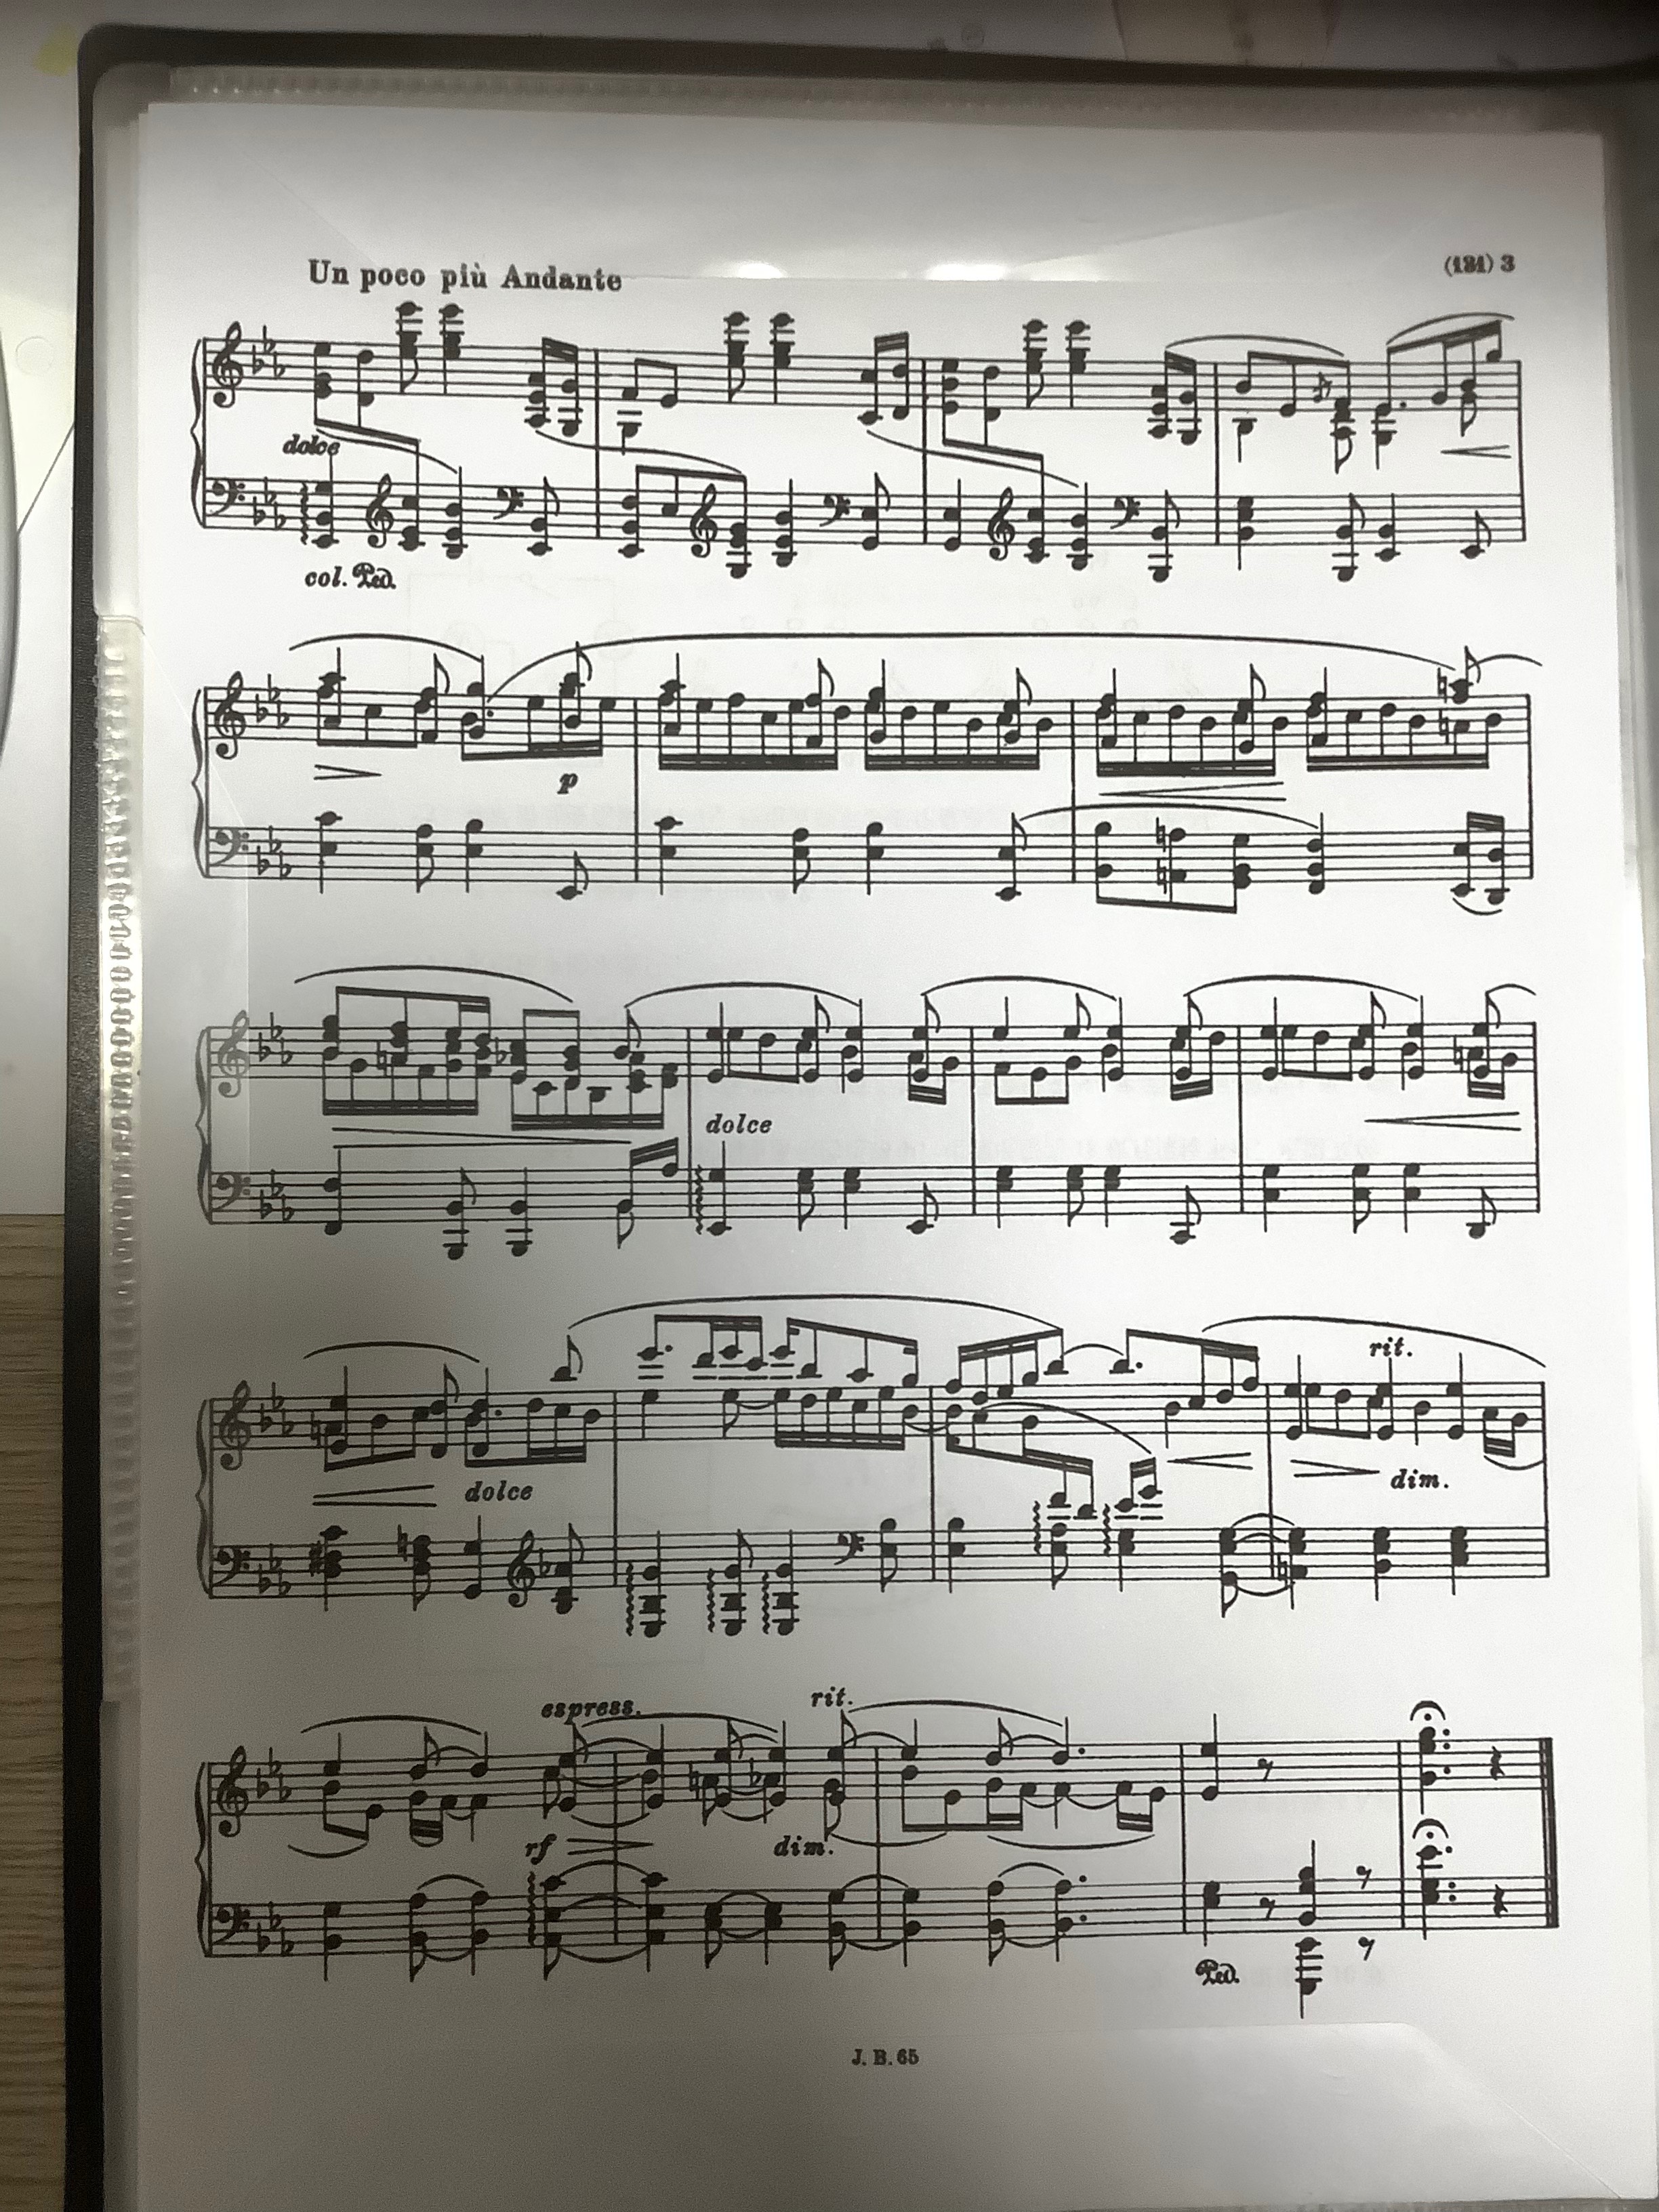 Un poco più Andante
(131) 3
dolce
col. Ped.
p
dolce
rit.
dolce
dim.
espress.
rit.
rf
dim.
Ped.
J. B. 65